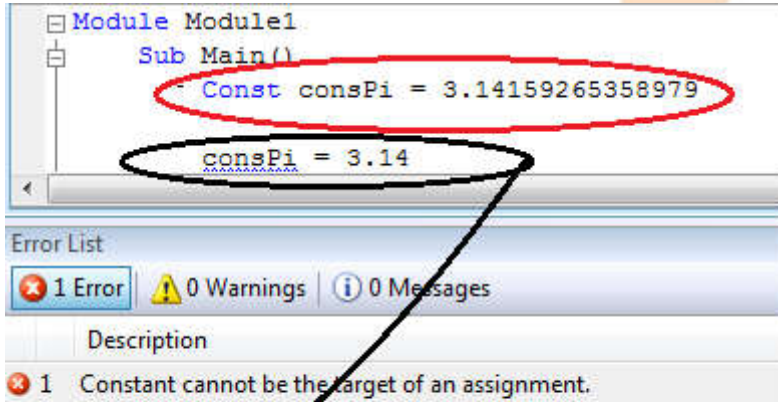 Module Module1
Sub Main()
Const consPi = 3.14159265358979
consPi = 3.14
Error List
1 Error 0 Warnings 0 Messages
Description
1 Constant cannot be the target of an assignment.